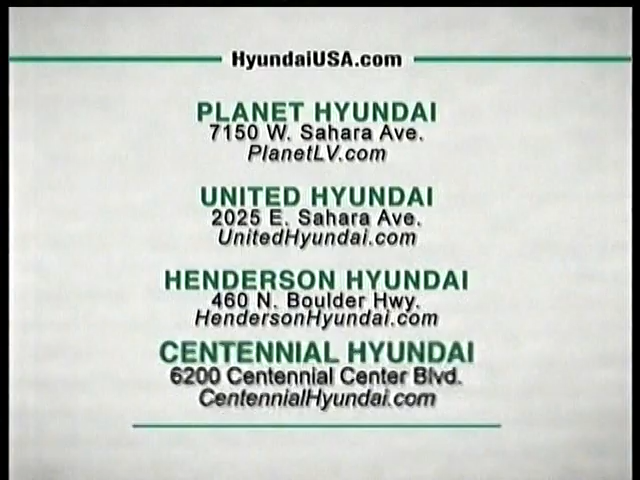 HyundaiUSA.com
PLANET HYUNDAI
7150 W. Sahara Ave.
PlanetLV.com
UNITED HYUNDAI
2025 E. Sahara Ave.
UnitedHyundai.com
HENDERSON HYUNDAI
460 N. Boulder Hwy.
HendersonHyundai.com
CENTENNIAL HYUNDAI
6200 Centennial Center Blvd.
CentennialHyundai.com